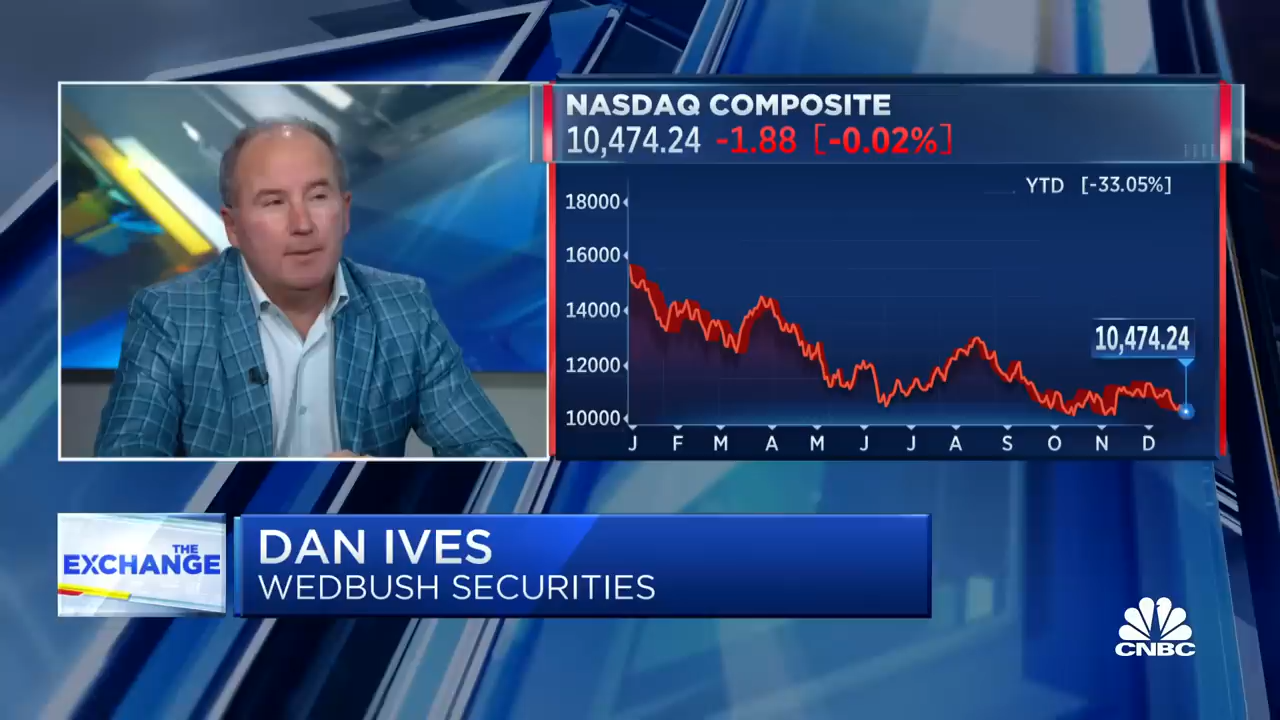 NASDAQ COMPOSITE
10,474.24 -1.88 [-0.02%]
YTD [-33.05%]
18000
16000
14000
12000
10000
10,474.24
J F M A M J J A S O N D
THE
EXCHANGE
DAN IVES
WEDBUSH SECURITIES
CNBC